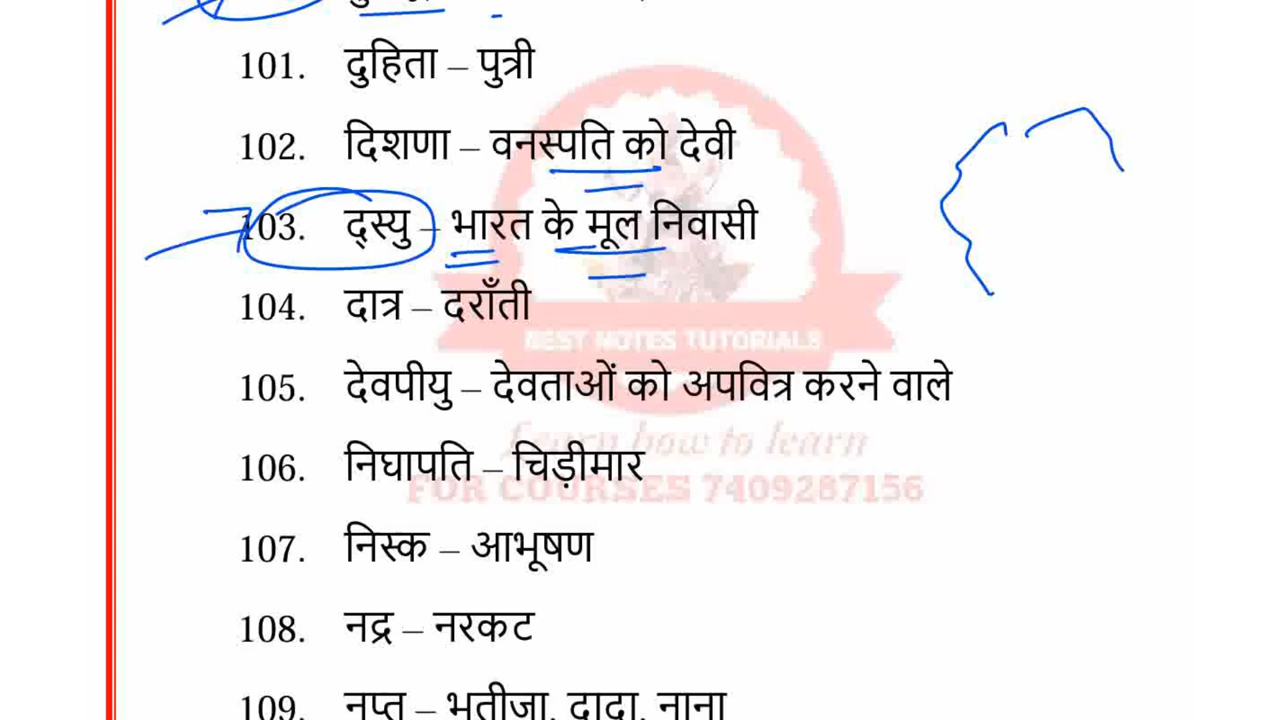 101. दुहिता – पुत्री
102. दिशणा – वनस्पति को देवी
103. द्स्यु – भारत के मूल निवासी
104. दात्र – दराँती
BEST NOTES TUTORIALS
105. देवपीयु – देवताओं को अपवित्र करने वाले
Learn how to learn
106. निघापति – चिड़ीमार
FOR COURSES 7409287156
107. निस्क – आभूषण
108. नद्र – नरकट
109. नप्त – भतीजा, दादा, नाना